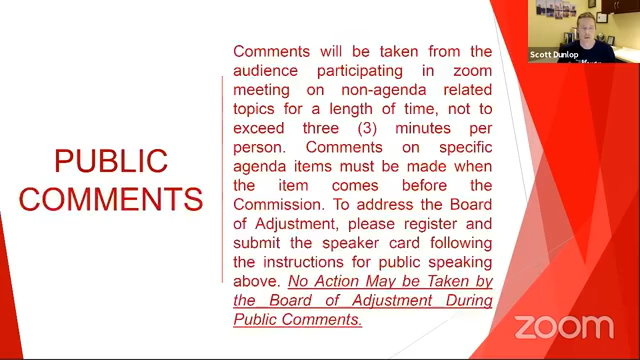 PUBLIC
COMMENTS
Comments will be taken from the
audience participating in zoom
meeting on non-agenda related
topics for a length of time, not to
exceed three (3) minutes per
person. Comments on specific
agenda items must be made when
the item comes before the
Commission. To address the Board
of Adjustment, please register and
submit the speaker card following
the instructions for public speaking
above. No Action May be Taken by
the Board of Adjustment During
Public Comments.
Scott Dunlop
zoom